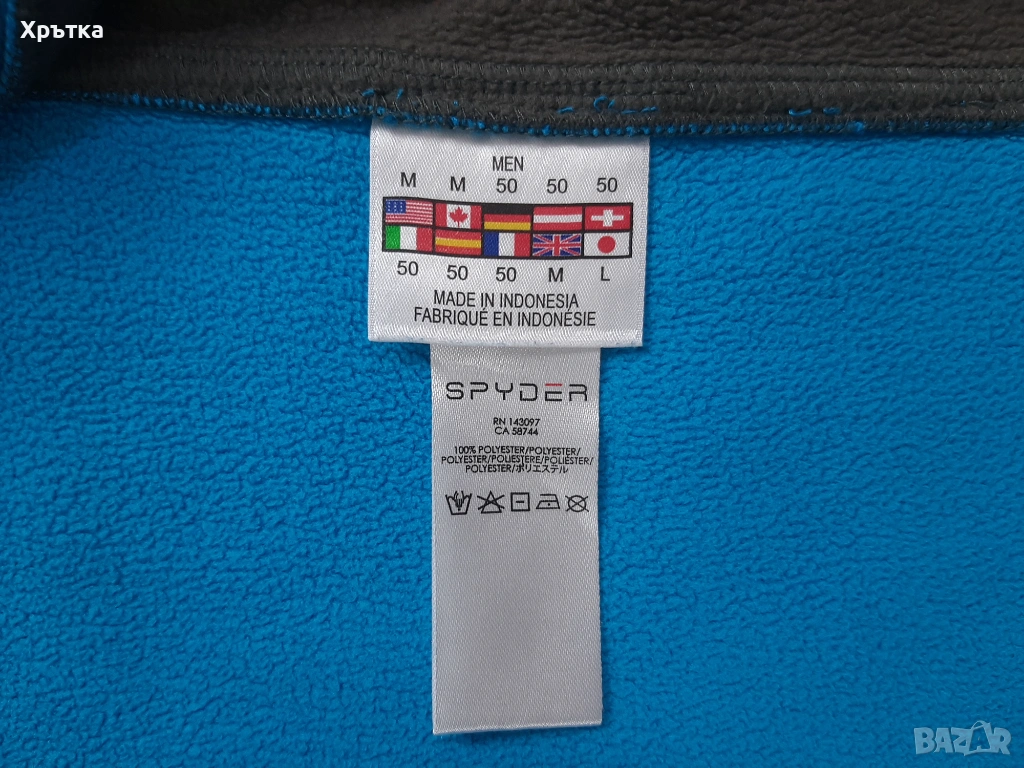 Хрътка
MEN
M M 50 50 50
50 50 50 M L
MADE IN INDONESIA
FABRIQUÉ EN INDONÉSIE
SPYDER
RN 143097
CA 58744
100% POLYESTER/POLYESTER/
POLYESTER/POLIESTERE/POLIÉSTER/
POLYESTER/ポリエステル
BAZAR